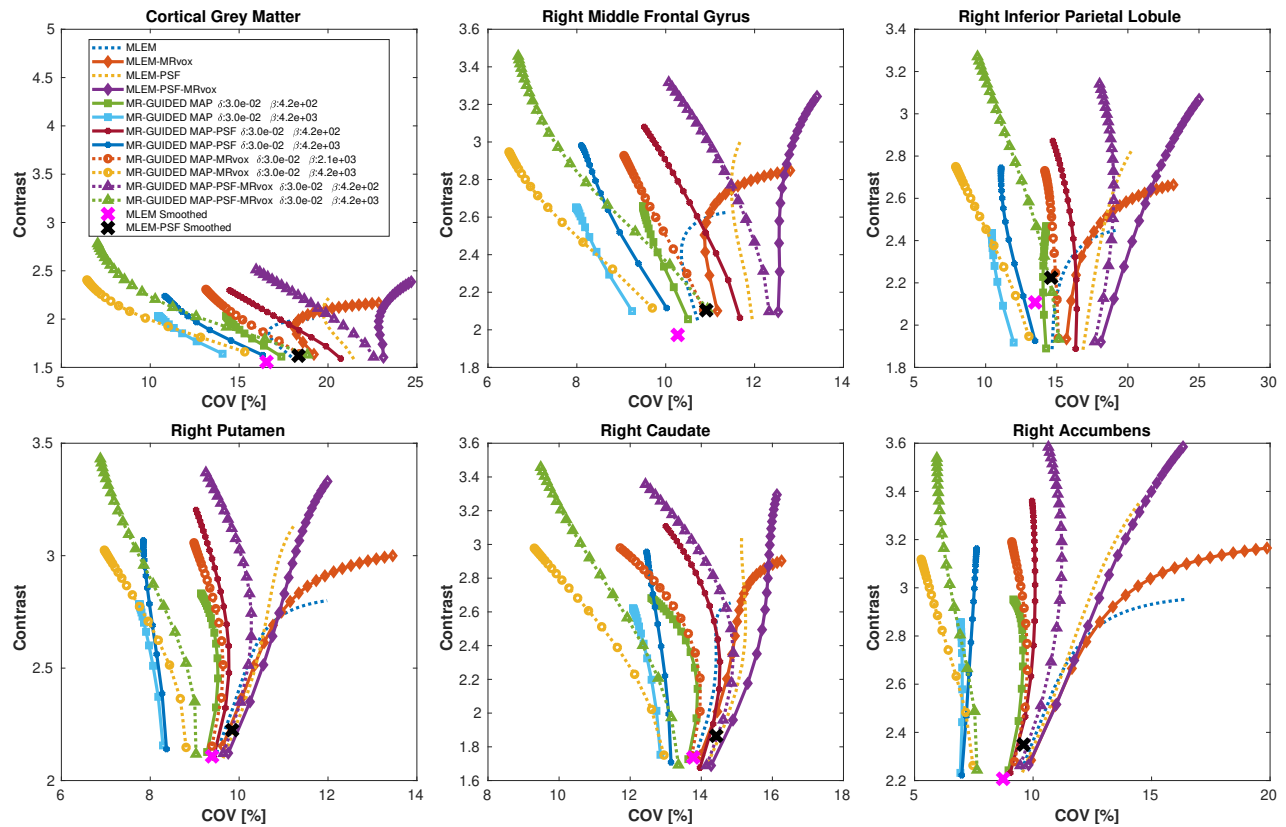 Cortical Grey Matter
5
4.5
4
3.5
3
2.5
2
1.5
Contrast
MLEM
MLEM-MRvox
MLEM-PSF
MLEM-PSF-MRvox
MR-GUIDED MAP δ:3.0e-02 β:4.2e+02
MR-GUIDED MAP δ:3.0e-02 β:4.2e+03
MR-GUIDED MAP-PSF δ:3.0e-02 β:4.2e+02
MR-GUIDED MAP-PSF δ:3.0e-02 β:4.2e+03
MR-GUIDED MAP-MRvox δ:3.0e-02 β:2.1e+03
MR-GUIDED MAP-MRvox δ:3.0e-02 β:4.2e+03
MR-GUIDED MAP-PSF-MRvox δ:3.0e-02 β:4.2e+02
MR-GUIDED MAP-PSF-MRvox δ:3.0e-02 β:4.2e+03
MLEM Smoothed
MLEM-PSF Smoothed
5 10 15 20 25
COV [%]
Right Middle Frontal Gyrus
3.6
3.4
3.2
3
2.8
2.6
2.4
2.2
2
1.8
Contrast
6 8 10 12 14
COV [%]
Right Inferior Parietal Lobule
3.4
3.2
3
2.8
2.6
2.4
2.2
2
1.8
Contrast
5 10 15 20 25 30
COV [%]
Right Putamen
3.5
3
2.5
2
Contrast
6 8 10 12 14
COV [%]
Right Caudate
3.6
3.4
3.2
3
2.8
2.6
2.4
2.2
2
1.8
1.6
Contrast
8 10 12 14 16 18
COV [%]
Right Accumbens
3.6
3.4
3.2
3
2.8
2.6
2.4
2.2
Contrast
5 10 15 20
COV [%]